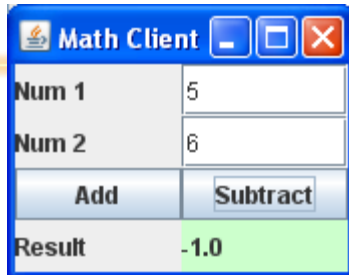 Math Client
Num 1 5
Num 2 6
Add Subtract
Result -1.0